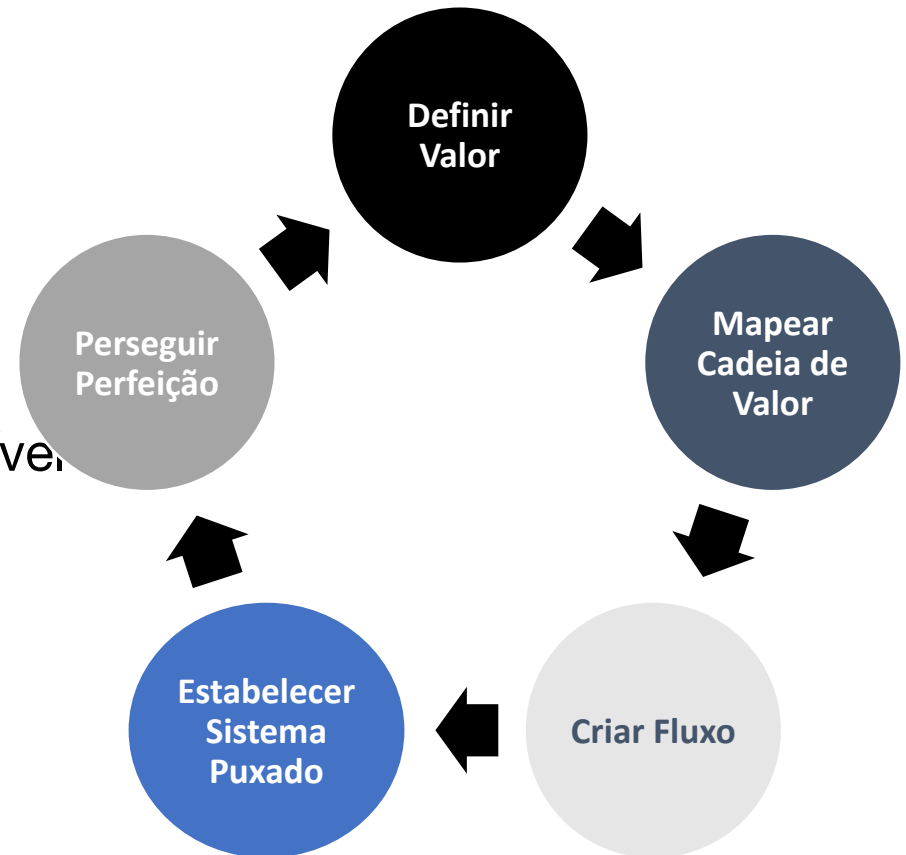 Definir
Valor
Mapear
Cadeia de
Valor
Criar Fluxo
Estabelecer
Sistema
Puxado
Perseguir
Perfeição